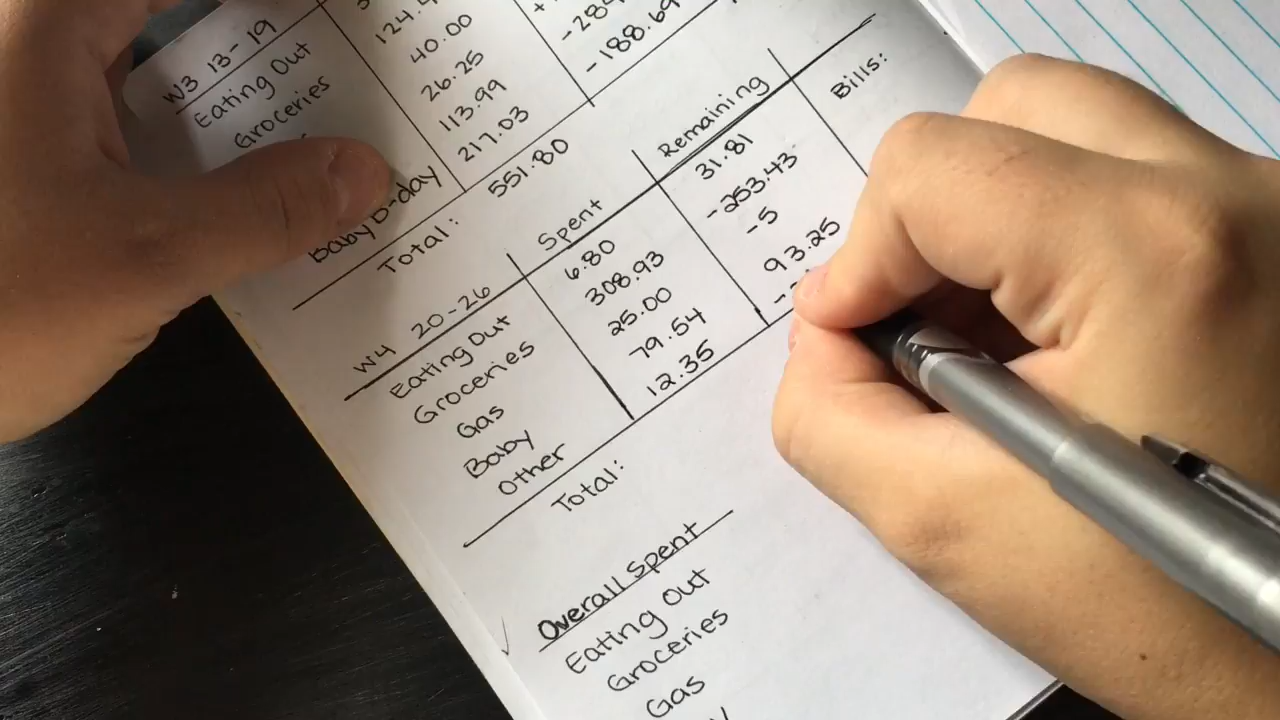 W3 13-19
Eating Out 124.4
Groceries 40.00
26.25
113.99
Baby b-day 217.03
-284
-188.69
Total: 551.80
W4 20-26 Spent Remaining Bills:
Eating Out 6.80 31.81
Groceries 308.93 -253.43
Gas 25.00 -5
Baby 79.54 93.25
Other 12.35
Total:
Overall Spent
Eating Out
Groceries
Gas